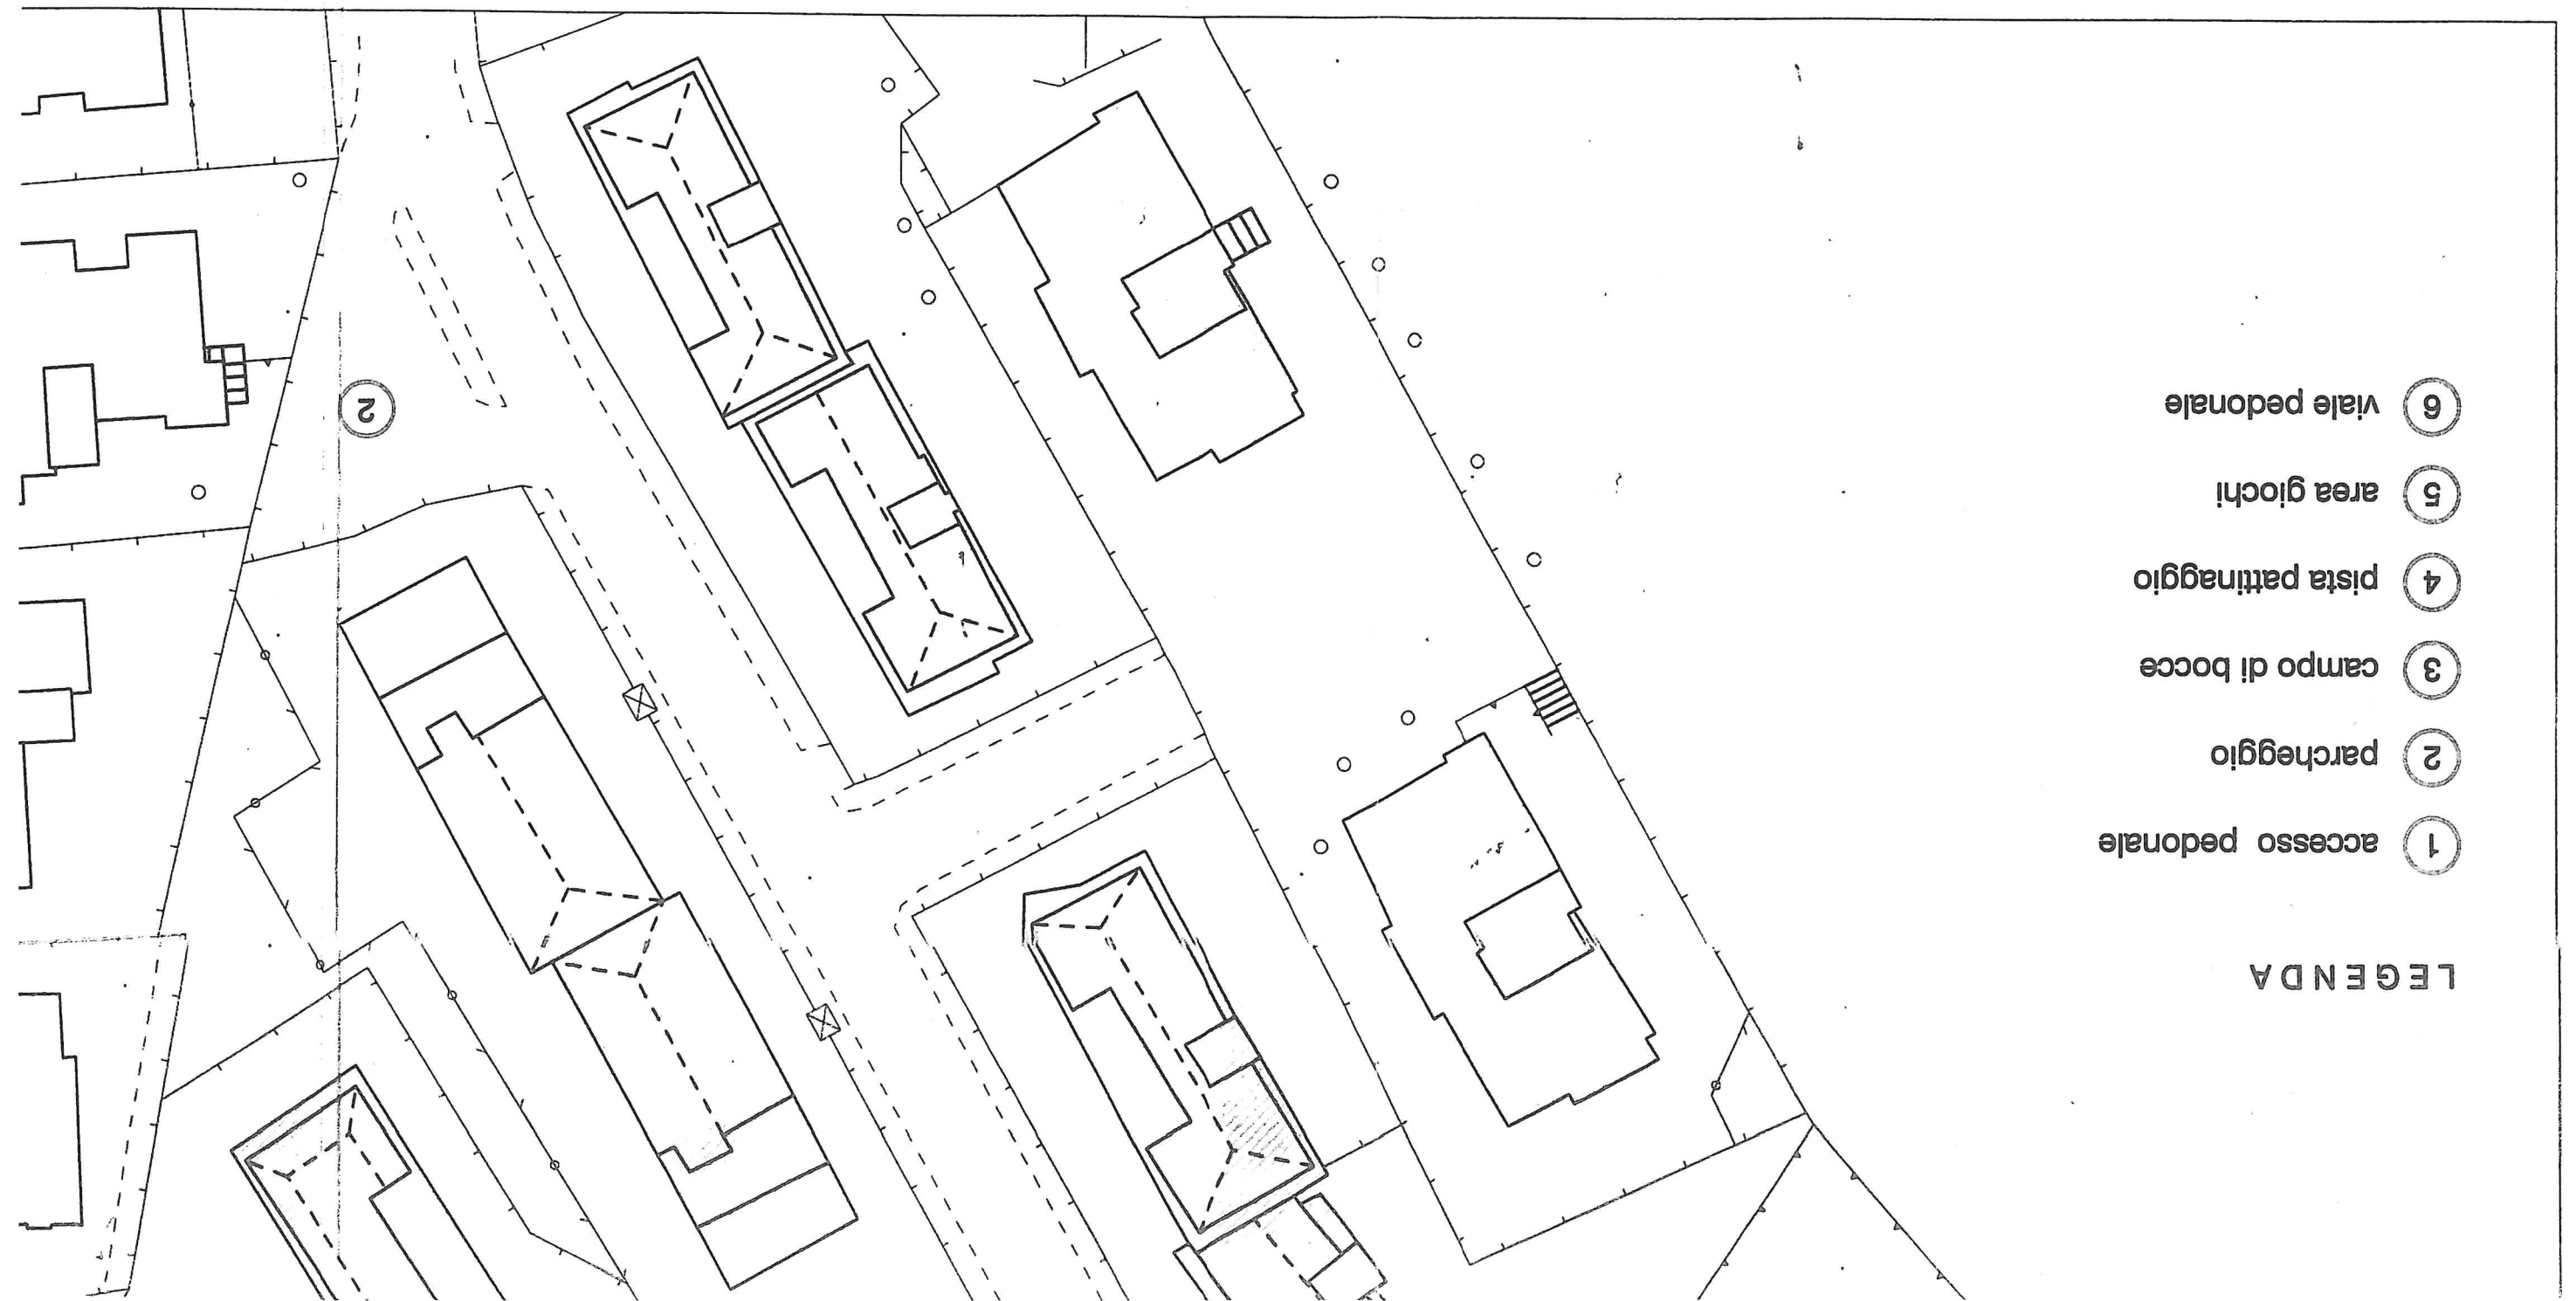 LEGENDA
1 accesso pedonale
2 parcheggio
3 campo di bocce
4 pista pattinaggio
5 area giochi
6 viale pedonale
2